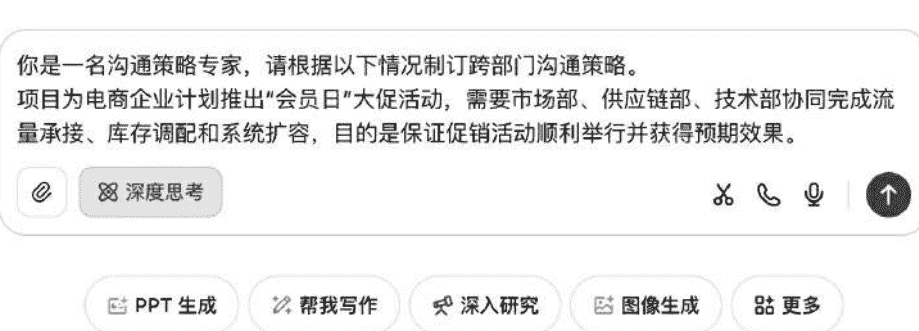 你是一名沟通策略专家，请根据以下情况制订跨部门沟通策略。
项目为电商企业计划推出“会员日”大促活动，需要市场部、供应链部、技术部协同完成流
量承接、库存调配和系统扩容，目的是保证促销活动顺利举行并获得预期效果。
深度思考
PPT 生成 帮我写作 深入研究 图像生成 更多